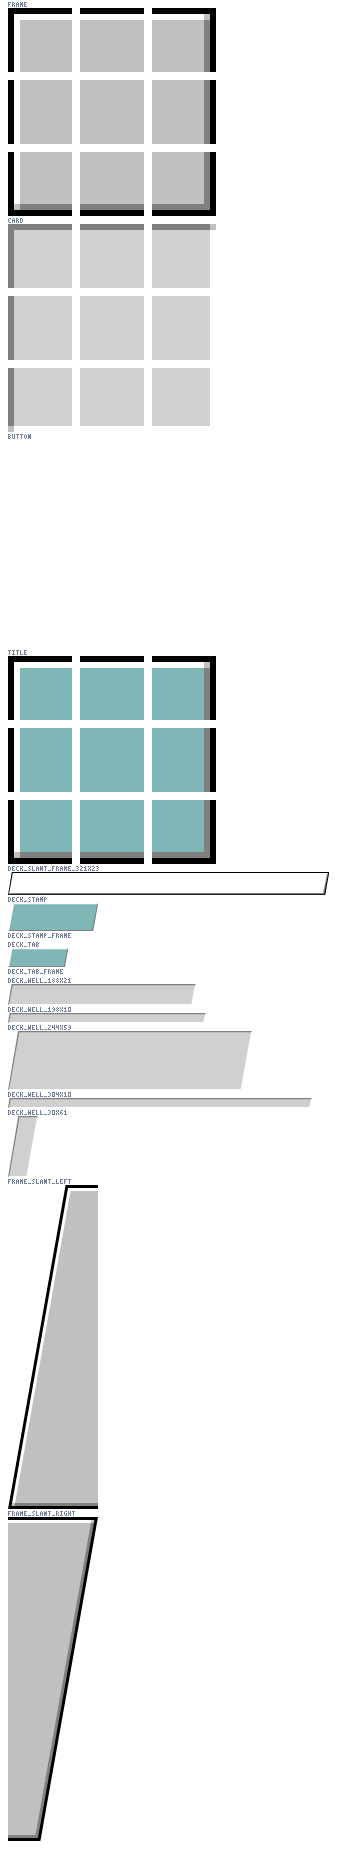 FRAME
CARD
BUTTON
TITLE
DECK_SLANT_FRAME_321X23
DECK_STAMP
DECK_STAMP_FRAME
DECK_TAB
DECK_TAB_FRAME
DECK_WELL_188X21
DECK_WELL_198X10
DECK_WELL_244X59
DECK_WELL_304X10
DECK_WELL_30X61
FRAME_SLANT_LEFT
FRAME_SLANT_RIGHT